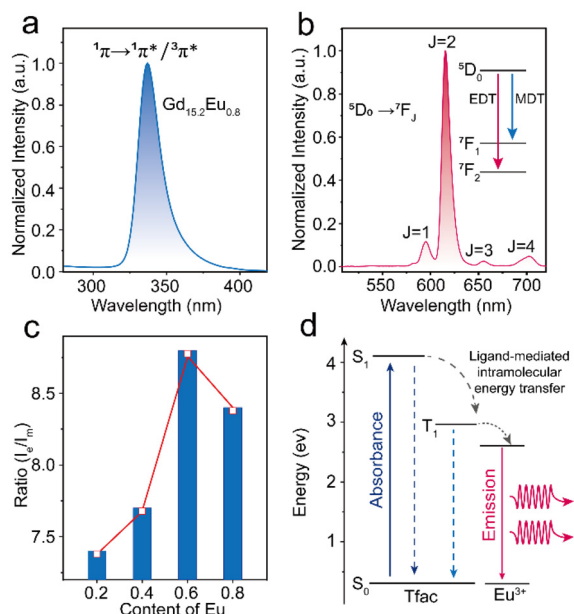 a
¹π→¹π*/³π*
Gd15.2Eu0.8
Normalized Intensity (a.u.)
1.0
0.8
0.6
0.4
0.2
0.0
300
350
400
Wavelength (nm)
b
J=2
⁵D₀
⁵D₀→⁷FJ
EDT
MDT
⁷F₁
⁷F₂
J=1
J=3
J=4
Normalized Intensity (a.u.)
1.0
0.8
0.6
0.4
0.2
0.0
550
600
650
700
Wavelength (nm)
c
Ratio (Ie/Im)
8.5
8.0
7.5
0.2
0.4
0.6
0.8
Content of Eu
d
Energy (ev)
4
3
2
1
S₁
Ligand-mediated
intramolecular
energy transfer
T₁
Absorbance
Emission
S₀
Tfac
Eu³⁺